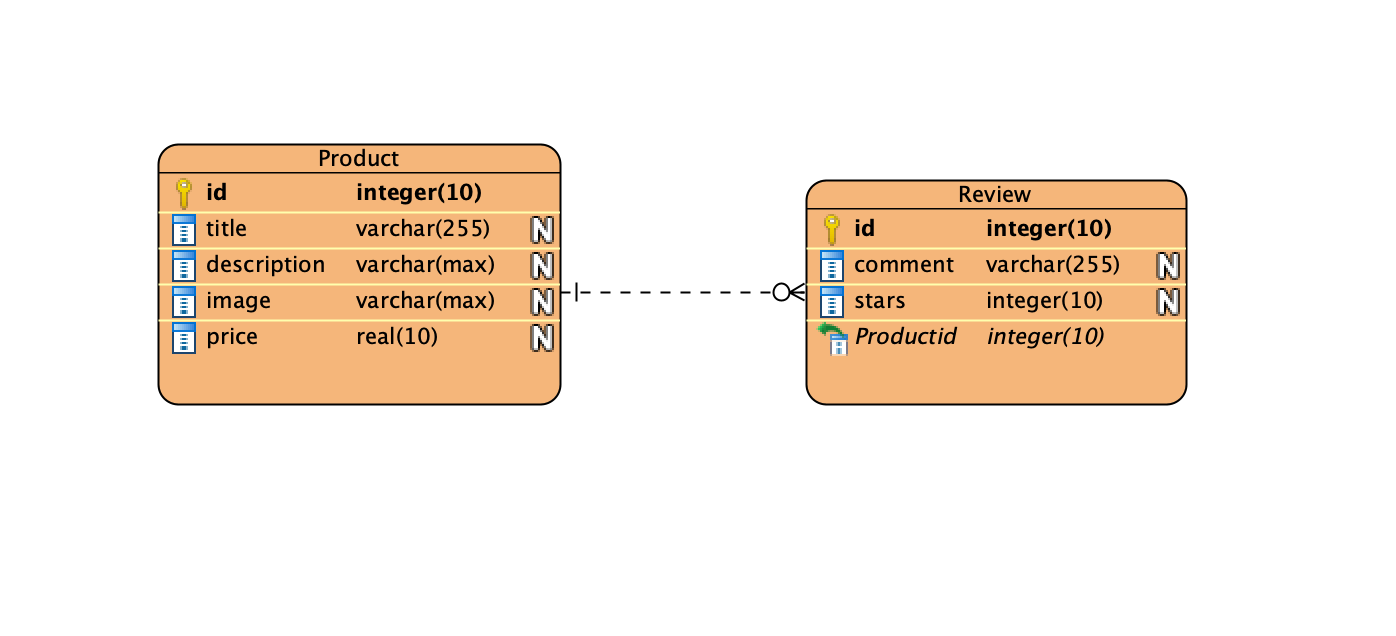 Product
id integer(10)
title varchar(255) N
description varchar(max) N
image varchar(max) N
price real(10) N
Review
id integer(10)
comment varchar(255) N
stars integer(10) N
Productid integer(10)